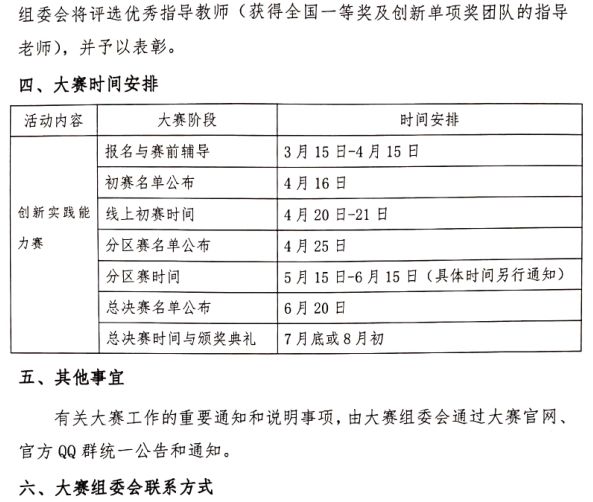 组委会将评选优秀指导教师（获得全国一等奖及创新单项奖团队的指导
老师），并予以表彰。
四、大赛时间安排
活动内容 大赛阶段 时间安排
创新实践能力赛 报名与赛前辅导 3月15日-4月15日
初赛名单公布 4月16日
线上初赛时间 4月20日-21日
分区赛名单公布 4月25日
分区赛时间 5月15日-6月15日（具体时间另行通知）
总决赛名单公布 6月20日
总决赛时间与颁奖典礼 7月底或8月初
五、其他事宜
有关大赛工作的重要通知和说明事项，由大赛组委会通过大赛官网、
官方QQ群统一公告和通知。
六、大赛组委会联系方式